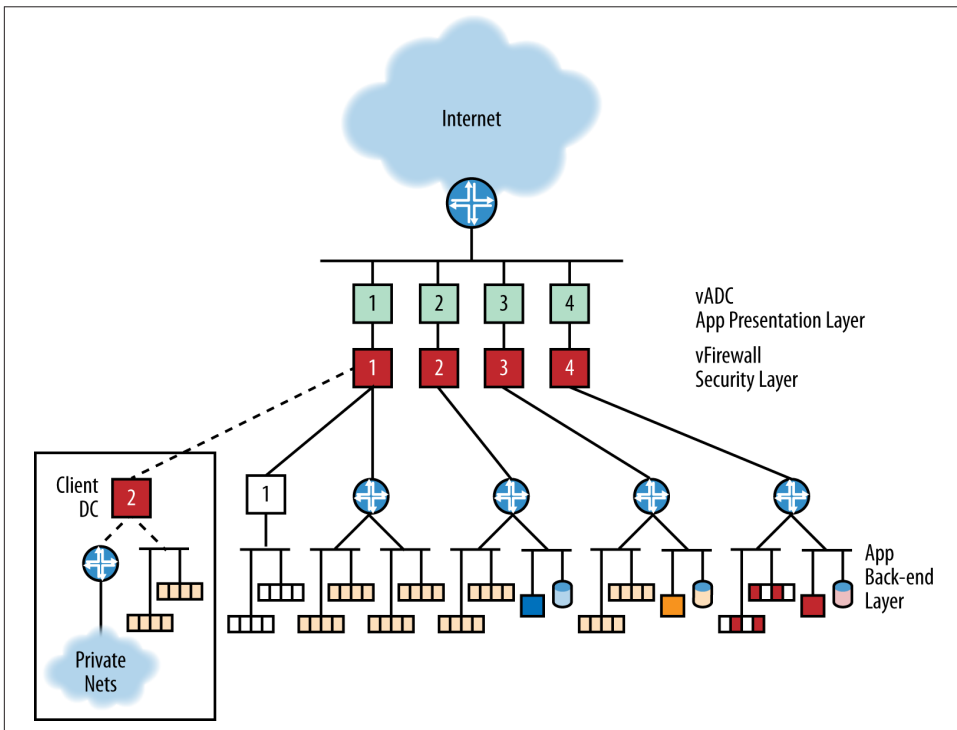 Internet
1
2
3
4
vADC
App Presentation Layer
1
2
3
4
vFirewall
Security Layer
Client
DC
2
1
App
Back-end
Layer
Private
Nets